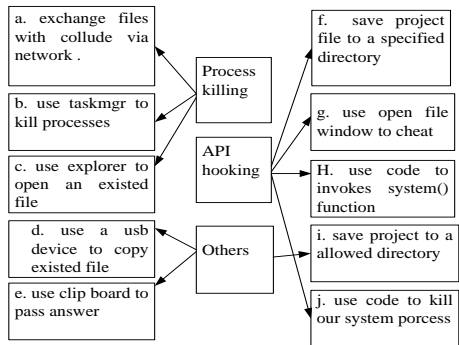 a. exchange files
with collude via
network .
b. use taskmgr to
kill processes
c. use explorer to
open an existed
file
d. use a usb
device to copy
existed file
e. use clip board to
pass answer
Process
killing
API
hooking
Others
f. save project
file to a specified
directory
g. use open file
window to cheat
H. use code to
invokes system()
function
i. save project to a
allowed directory
j. use code to kill
our system porcess